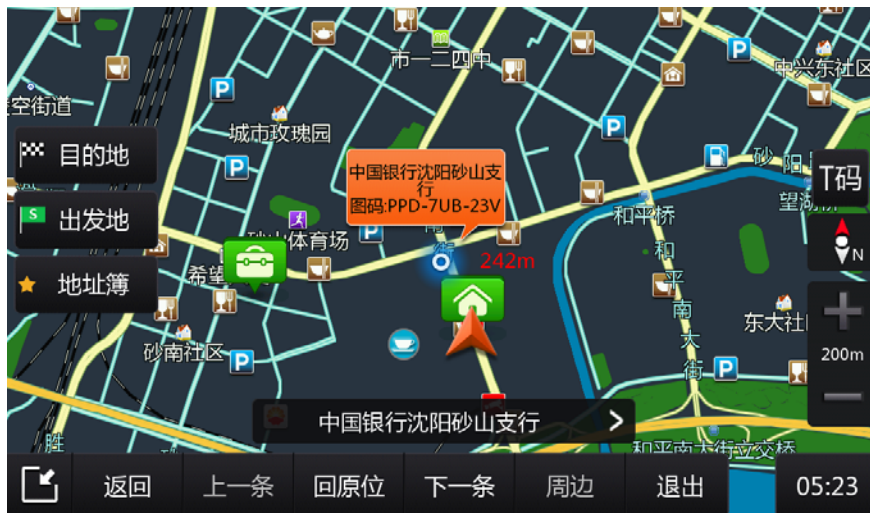 市一二四中
P
中兴东社区
P
空街道
城市玫瑰园
P
目的地
P
中国银行沈阳砂山支
行
图码:PPD-7UB-23V
砂
阳
T码
S
出发地
和平桥
P
体育场
242m
和
平
南
大
街
N
地址簿
希望
东大社
砂南社区
P
200m
P
中国银行沈阳砂山支行
>
胜
和平南大街立交桥
返回
上一条
回原位
下一条
周边
退出
05:23